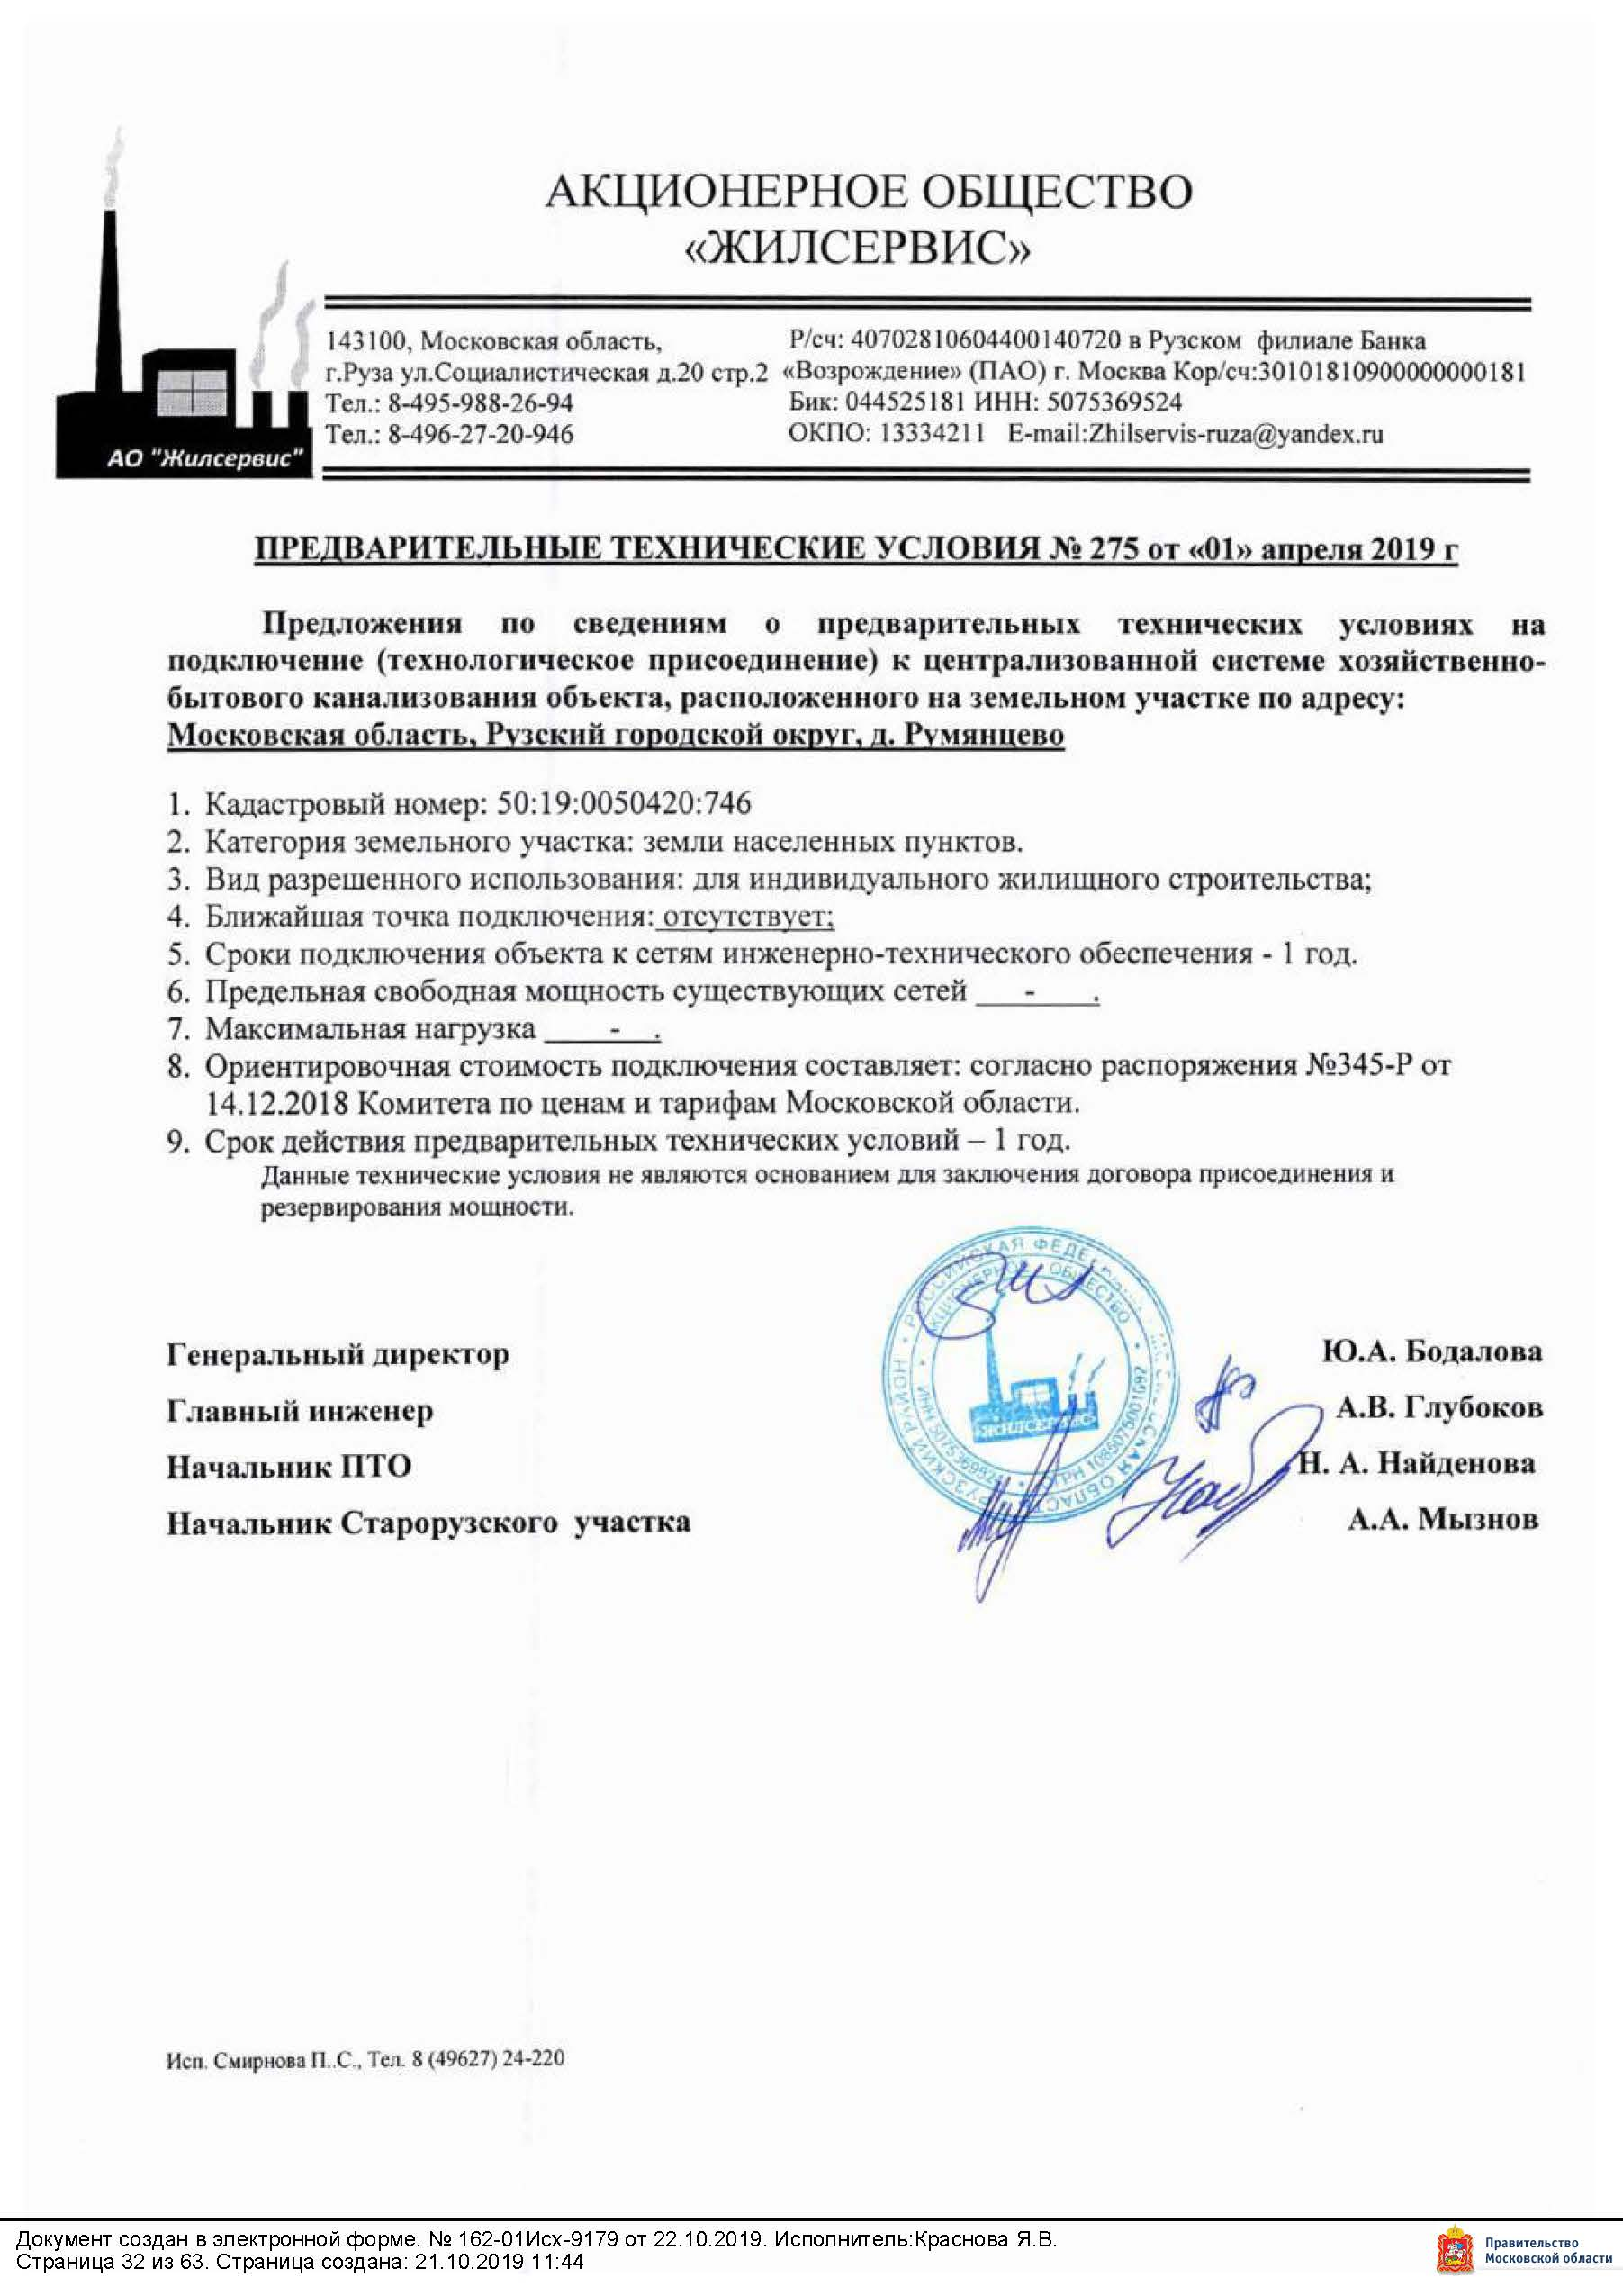 АКЦИОНЕРНОЕ ОБЩЕСТВО
«ЖИЛСЕРВИС»
АО "Жилсервис"
143100, Московская область,
г.Руза ул.Социалистическая д.20 стр.2
Тел.: 8-495-988-26-94
Тел.: 8-496-27-20-946
Р/сч: 40702810604400140720 в Рузском филиале Банка
«Возрождение» (ПАО) г. Москва Кор/сч:30101810900000000181
Бик: 044525181 ИНН: 5075369524
ОКПО: 13334211 E-mail:Zhilservis-ruza@yandex.ru
ПРЕДВАРИТЕЛЬНЫЕ ТЕХНИЧЕСКИЕ УСЛОВИЯ № 275 от «01» апреля 2019 г
Предложения по сведениям о предварительных технических условиях на
подключение (технологическое присоединение) к централизованной системе хозяйственно-
бытового канализования объекта, расположенного на земельном участке по адресу:
Московская область, Рузский городской округ, д. Румянцево
1. Кадастровый номер: 50:19:0050420:746
2. Категория земельного участка: земли населенных пунктов.
3. Вид разрешенного использования: для индивидуального жилищного строительства;
4. Ближайшая точка подключения: отсутствует;
5. Сроки подключения объекта к сетям инженерно-технического обеспечения - 1 год.
6. Предельная свободная мощность существующих сетей ___-___.
7. Максимальная нагрузка ____-__.
8. Ориентировочная стоимость подключения составляет: согласно распоряжения №345-Р от
14.12.2018 Комитета по ценам и тарифам Московской области.
9. Срок действия предварительных технических условий – 1 год.
Данные технические условия не являются основанием для заключения договора присоединения и
резервирования мощности.
Генеральный директор Ю.А. Бодалова
Главный инженер А.В. Глубоков
Начальник ПТО Н. А. Найденова
Начальник Старорузского участка А.А. Мызнов
«ЖИЛСЕРВИС»
Исп. Смирнова П..С., Тел. 8 (49627) 24-220
Документ создан в электронной форме. № 162-01Исх-9179 от 22.10.2019. Исполнитель:Краснова Я.В.
Страница 32 из 63. Страница создана: 21.10.2019 11:44
Правительство
Московской области